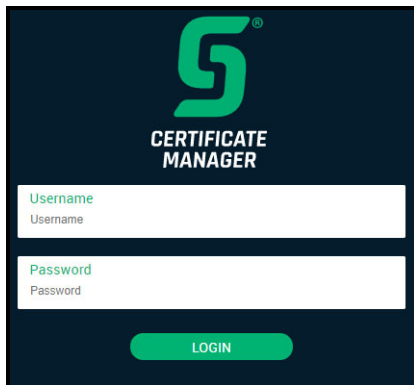 ®
CERTIFICATE
MANAGER
Username
Username
Password
Password
LOGIN